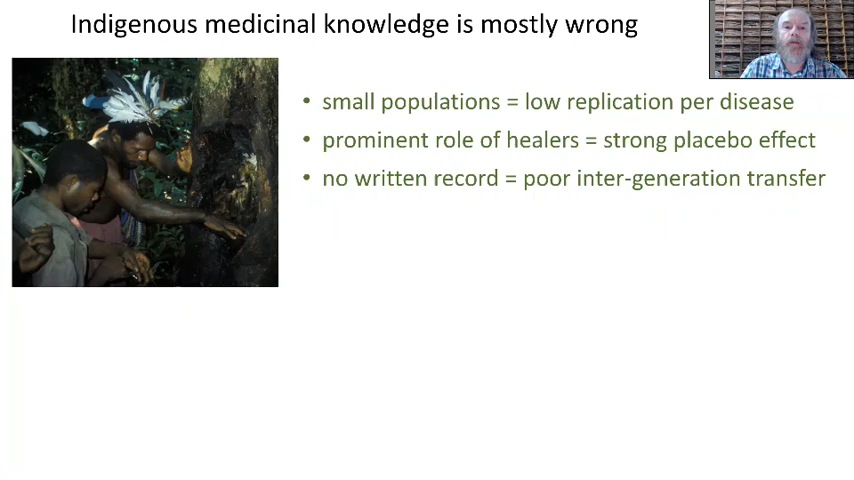 Indigenous medicinal knowledge is mostly wrong
• small populations = low replication per disease
• prominent role of healers = strong placebo effect
• no written record = poor inter-generation transfer